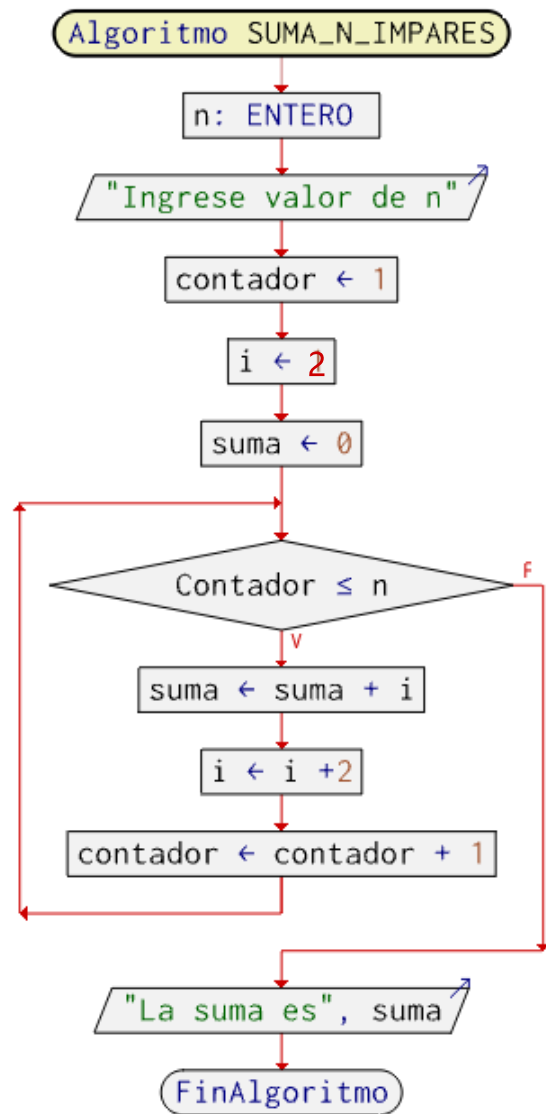 Algoritmo SUMA_N_IMPARES
n: ENTERO
"Ingrese valor de n"
contador ← 1
i ← 2
suma ← 0
Contador ≤ n
F
V
suma ← suma + i
i ← i +2
contador ← contador + 1
"La suma es", suma
FinAlgoritmo